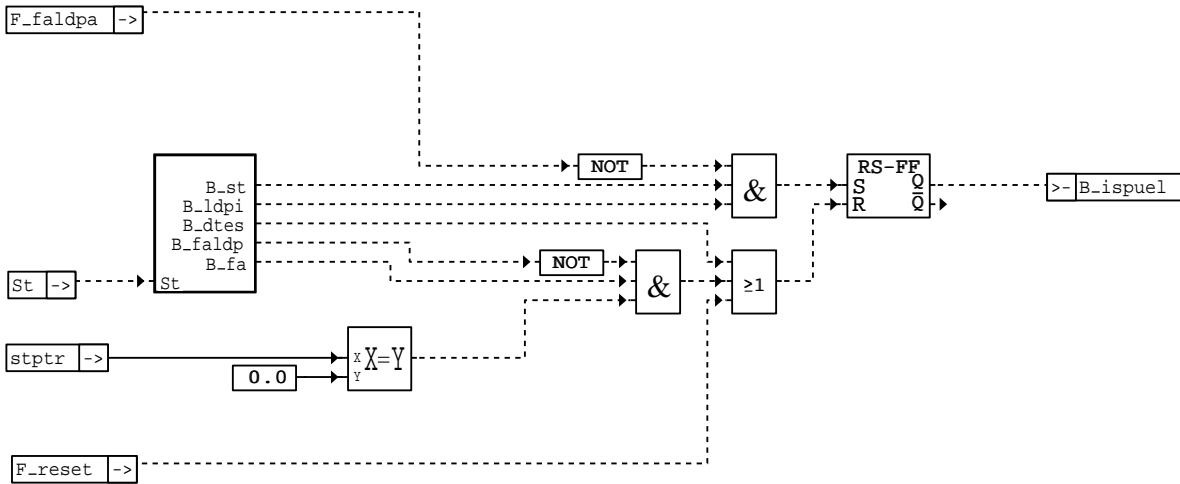 F_faldpa ->
NOT
B_st
B_ldpi
B_dtes
B_faldp
B_fa
St
&
RS-FF
S Q
R Q̅
>- B_ispuel
St ->
NOT
&
≥1
stptr ->
X X=Y
Y
0.0
F_reset ->